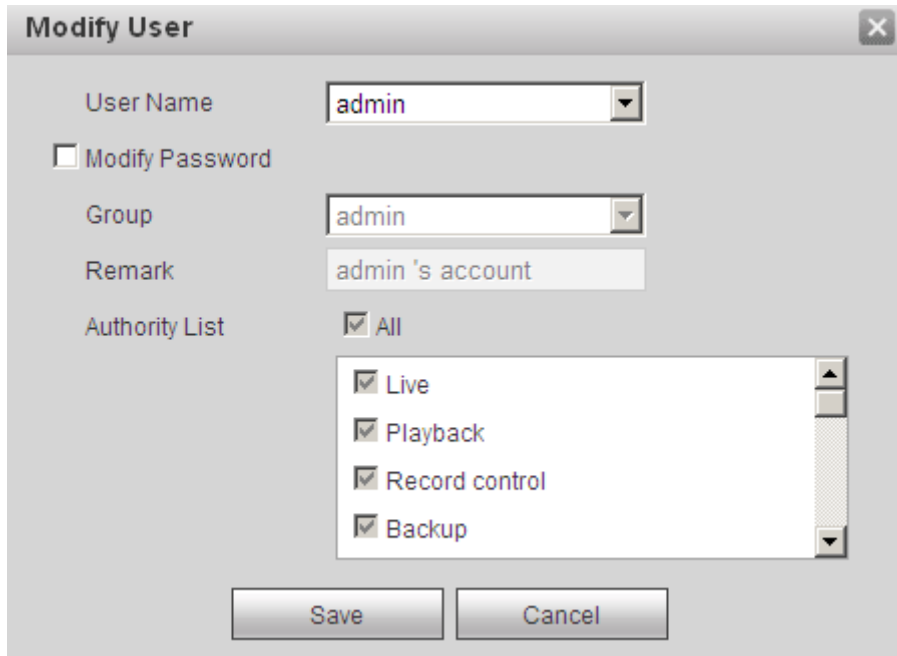 Modify User
User Name admin
Modify Password
Group admin
Remark admin 's account
Authority List All
Live
Playback
Record control
Backup
Save Cancel